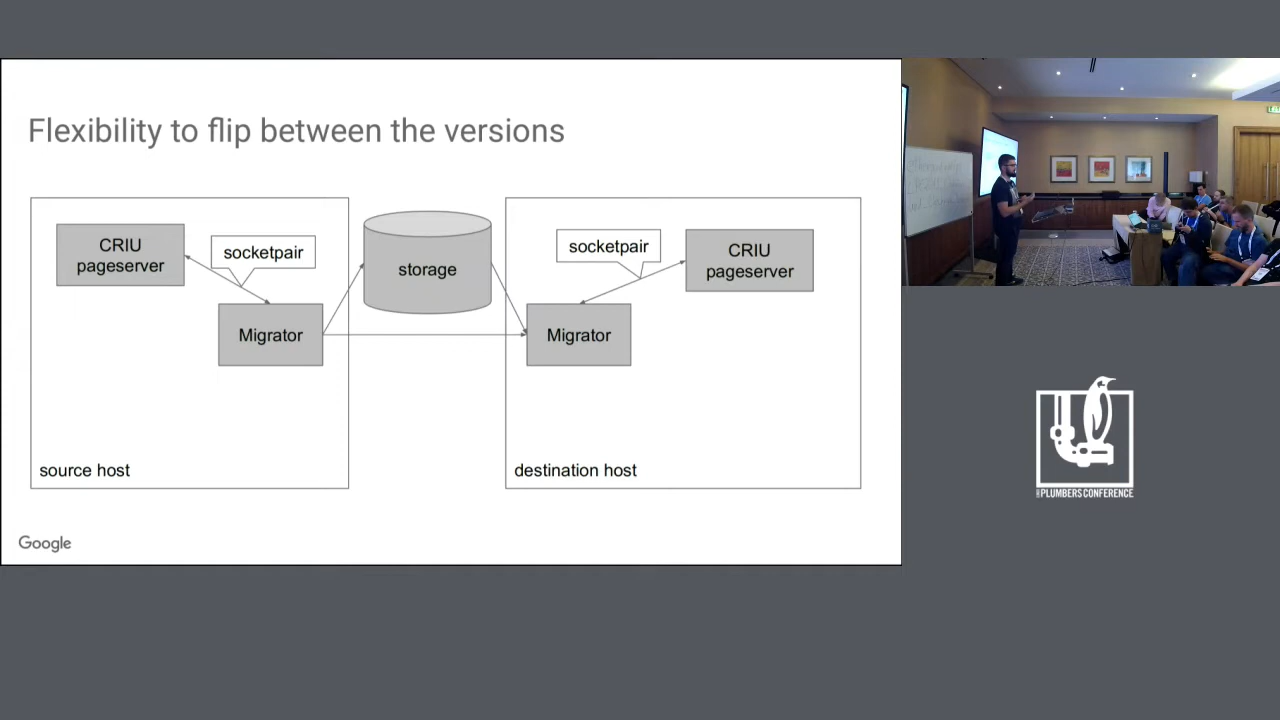 Flexibility to flip between the versions
CRIU
pageserver
socketpair
Migrator
storage
socketpair
CRIU
pageserver
Migrator
source host
destination host
Google
PLUMBERS CONFERENCE